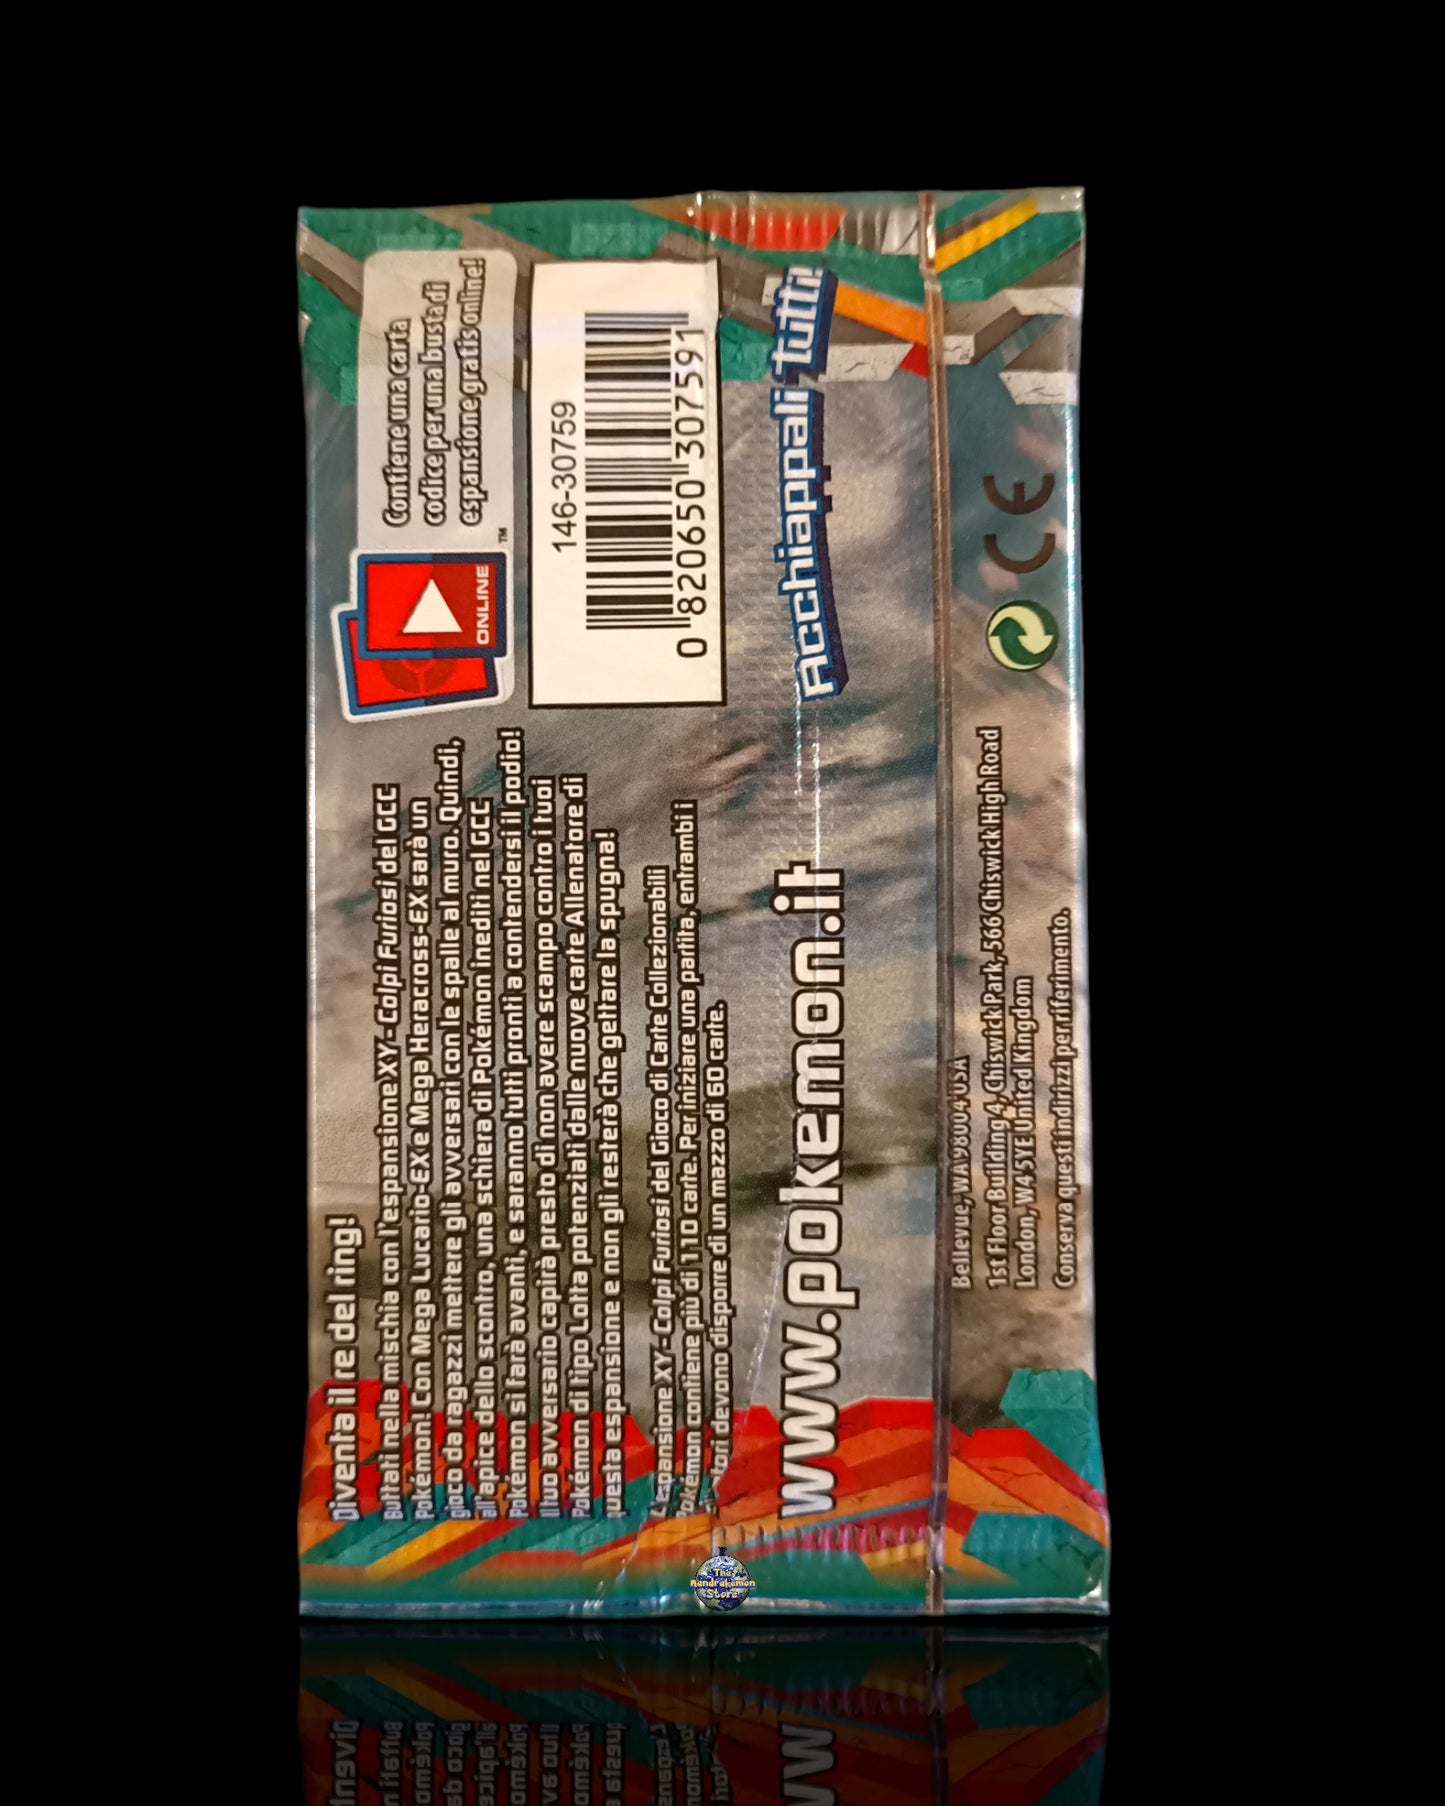 Diventa il re del ring!
Buttati nella mischia con l'espansione XY - Colpi Furiosi del GCC
Pokémon! Con Mega Lucario-EX e Mega Heracross-EX sarà un
gioco da ragazzi mettere gli avversari con le spalle al muro. Quindi,
all'apice dello scontro, una schiera di Pokémon inediti nel GCC
Pokémon si farà avanti, e saranno tutti pronti a contendersi il podio!
Il tuo avversario capirà presto di non avere scampo contro i tuoi
Pokémon di tipo Lotta potenziati dalle nuove carte Allenatore di
questa espansione e non gli resterà che gettare la spugna!
L'espansione XY - Colpi Furiosi del Gioco di Carte Collezionabili
Pokémon contiene più di 110 carte. Per iniziare una partita, entrambi i
devono disporre di un mazzo di 60 carte.
www.pokemon.it
ONLINE
TM
Contiene una carta
codice per una busta di
espansione gratis online!
146-30759
0 820650 307591
Acchiappali tutti!
Bellevue, WA 98004 USA
1st Floor Building 4, Chiswick Park, 566 Chiswick High Road
London, W4 5YE United Kingdom
Conserva questi indirizzi per riferimento.
CE
The
Mandrakemon
Store